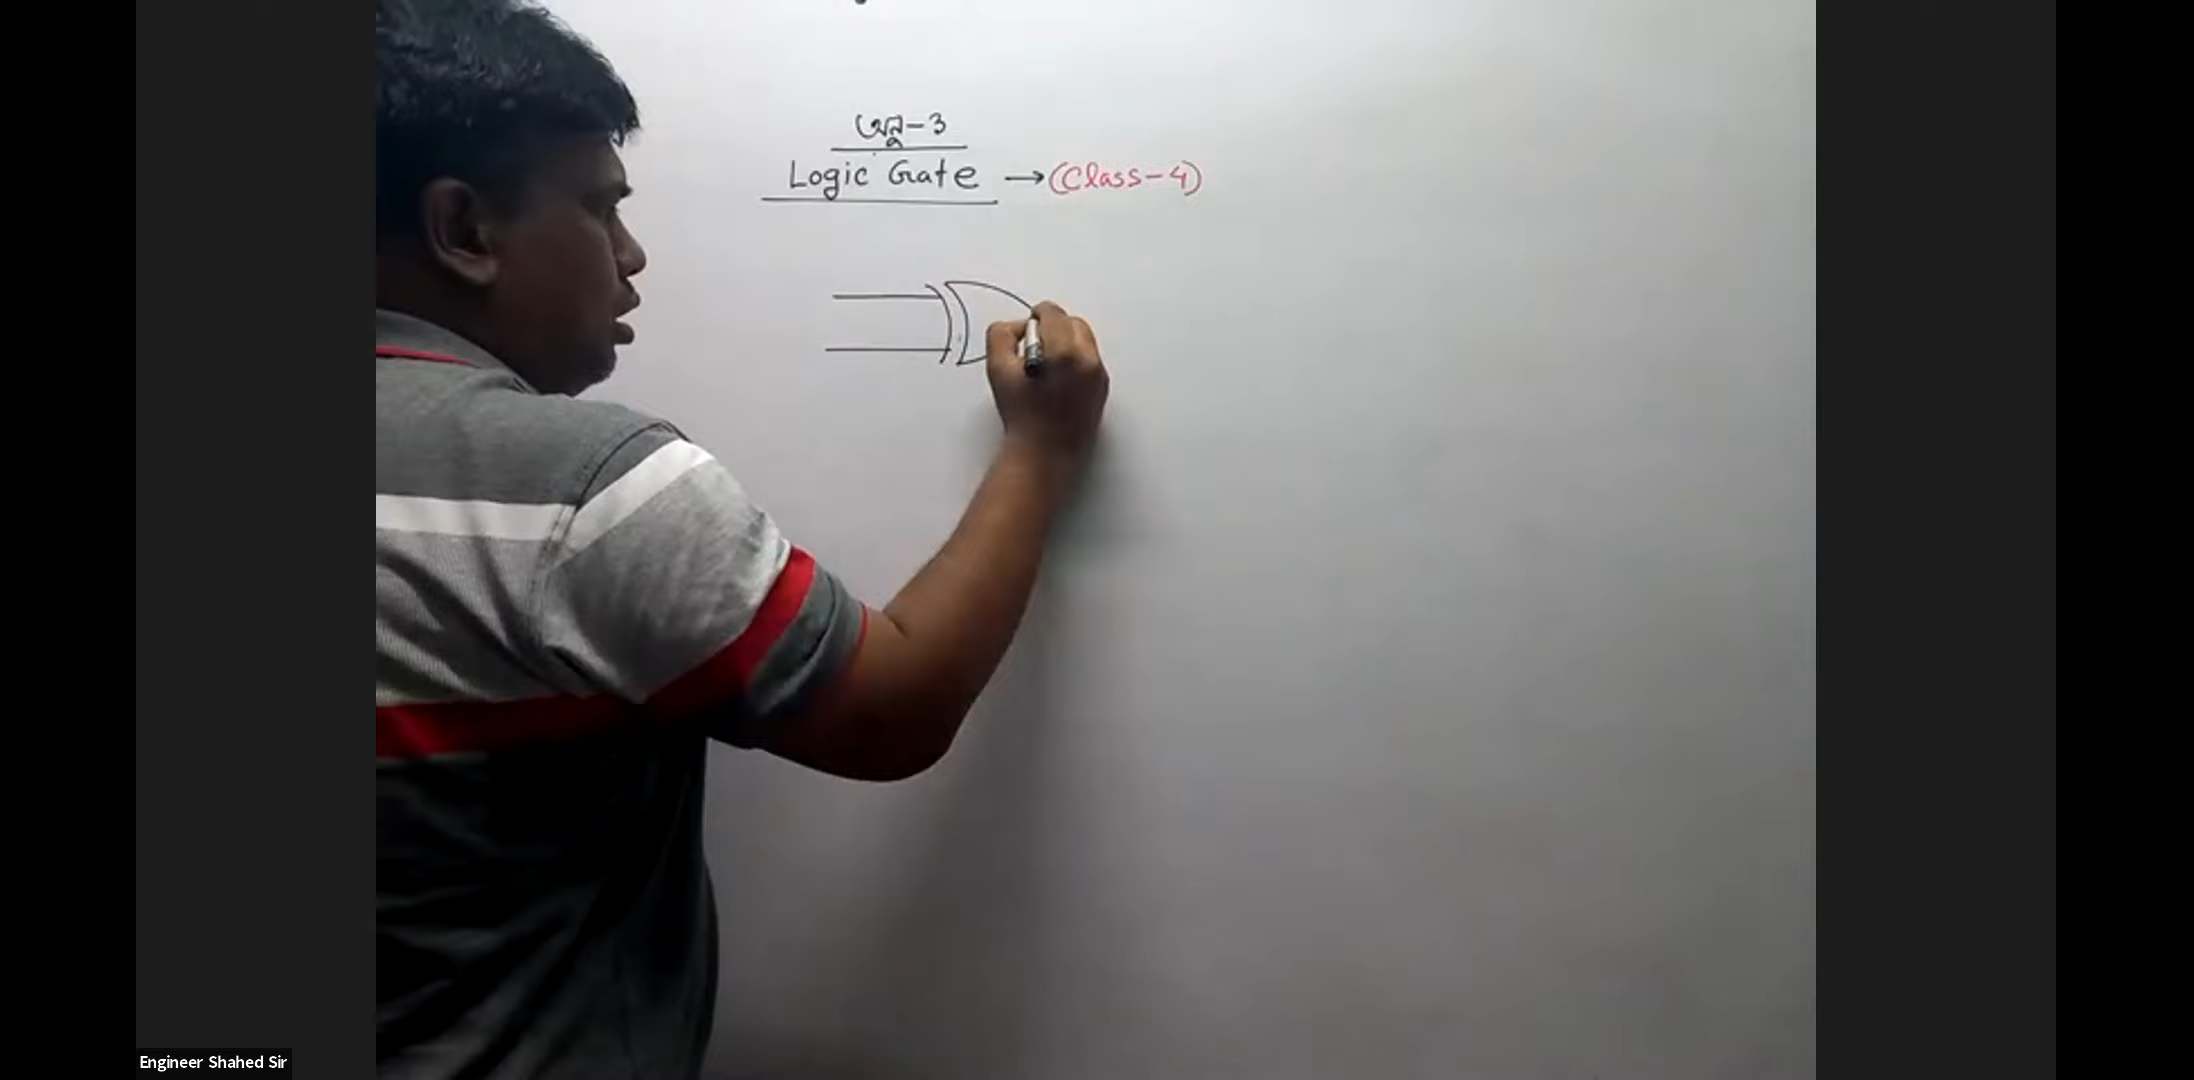 অনু-3
Logic Gate → (Class-4)
Engineer Shahed Sir